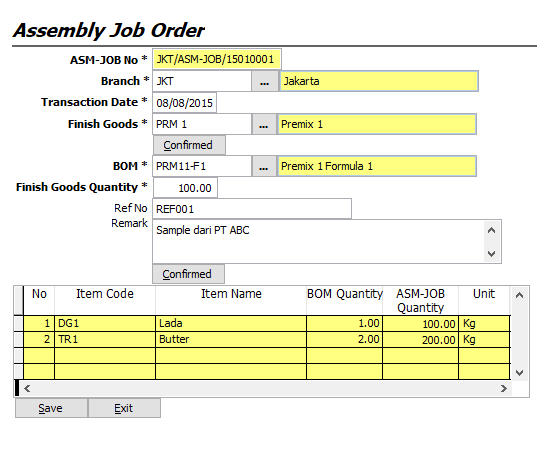 Assembly Job Order
ASM-JOB No * JKT/ASM-JOB/15010001
Branch * JKT ... Jakarta
Transaction Date * 08/08/2015
Finish Goods * PRM 1 ... Premix 1
Confirmed
BOM * PRM11-F1 ... Premix 1 Formula 1
Finish Goods Quantity * 100.00
Ref No REF001
Remark Sample dari PT ABC
Confirmed
No Item Code Item Name BOM Quantity ASM-JOB Quantity Unit
1 DG1 Lada 1.00 100.00 Kg
2 TR1 Butter 2.00 200.00 Kg
Save Exit